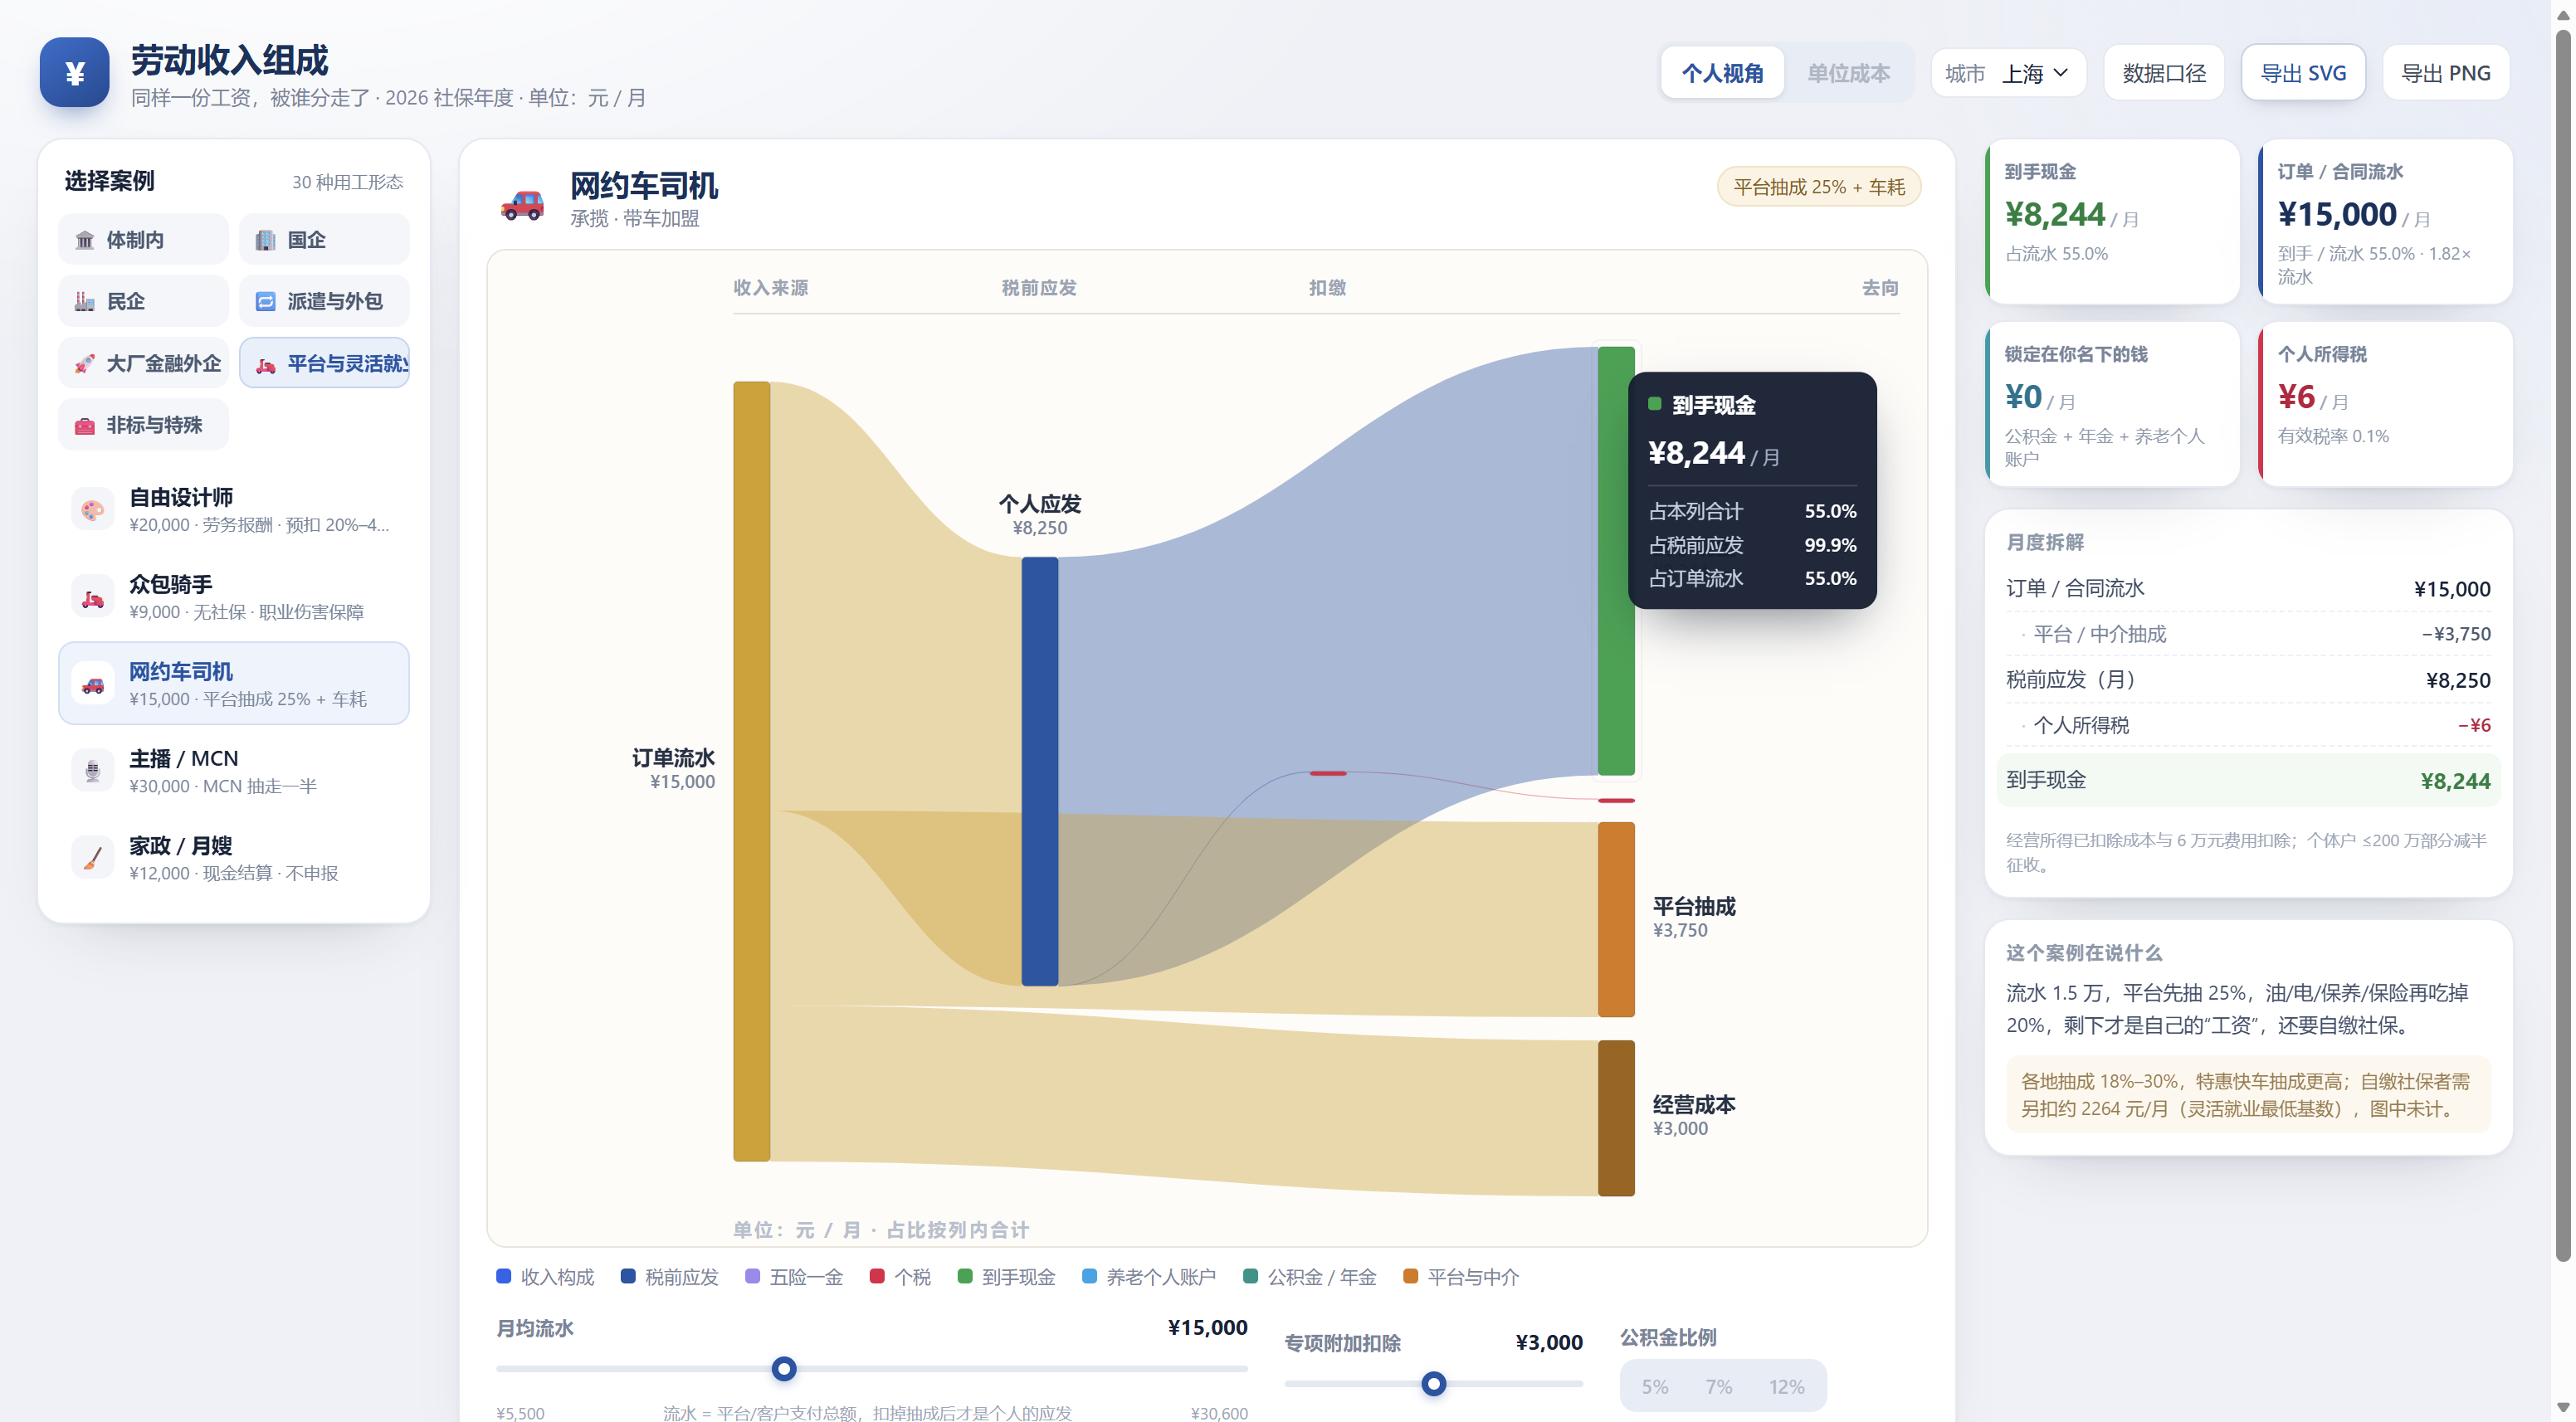 ¥
劳动收入组成
同样一份工资，被谁分走了 · 2026 社保年度 · 单位：元 / 月
个人视角
单位成本
城市 上海
数据口径
导出 SVG
导出 PNG
选择案例
30 种用工形态
体制内
国企
民企
派遣与外包
大厂金融外企
平台与灵活就业
非标与特殊
自由设计师
¥20,000 · 劳务报酬 · 预扣 20%–4...
众包骑手
¥9,000 · 无社保 · 职业伤害保障
网约车司机
¥15,000 · 平台抽成 25% + 车耗
主播 / MCN
¥30,000 · MCN 抽走一半
家政 / 月嫂
¥12,000 · 现金结算 · 不申报
网约车司机
承揽 · 带车加盟
平台抽成 25% + 车耗
收入来源
税前应发
扣缴
去向
订单流水
¥15,000
个人应发
¥8,250
到手现金
¥8,244 / 月
占本列合计 55.0%
占税前应发 99.9%
占订单流水 55.0%
平台抽成
¥3,750
经营成本
¥3,000
单位：元 / 月 · 占比按列内合计
收入构成
税前应发
五险一金
个税
到手现金
养老个人账户
公积金 / 年金
平台与中介
月均流水 ¥15,000
¥5,500
流水 = 平台/客户支付总额，扣掉抽成后才是个人的应发
¥30,600
专项附加扣除 ¥3,000
公积金比例
5% 7% 12%
到手现金
¥8,244 / 月
占流水 55.0%
订单 / 合同流水
¥15,000 / 月
到手 / 流水 55.0% · 1.82×
流水
锁定在你名下的钱
¥0 / 月
公积金 + 年金 + 养老个人
账户
个人所得税
¥6 / 月
有效税率 0.1%
月度拆解
订单 / 合同流水 ¥15,000
· 平台 / 中介抽成 −¥3,750
税前应发（月） ¥8,250
· 个人所得税 −¥6
到手现金 ¥8,244
经营所得已扣除成本与 6 万元费用扣除；个体户 ≤200 万部分减半
征收。
这个案例在说什么
流水 1.5 万，平台先抽 25%，油/电/保养/保险再吃掉
20%，剩下才是自己的“工资”，还要自缴社保。
各地抽成 18%–30%，特惠快车抽成更高；自缴社保者需
另扣约 2264 元/月（灵活就业最低基数），图中未计。